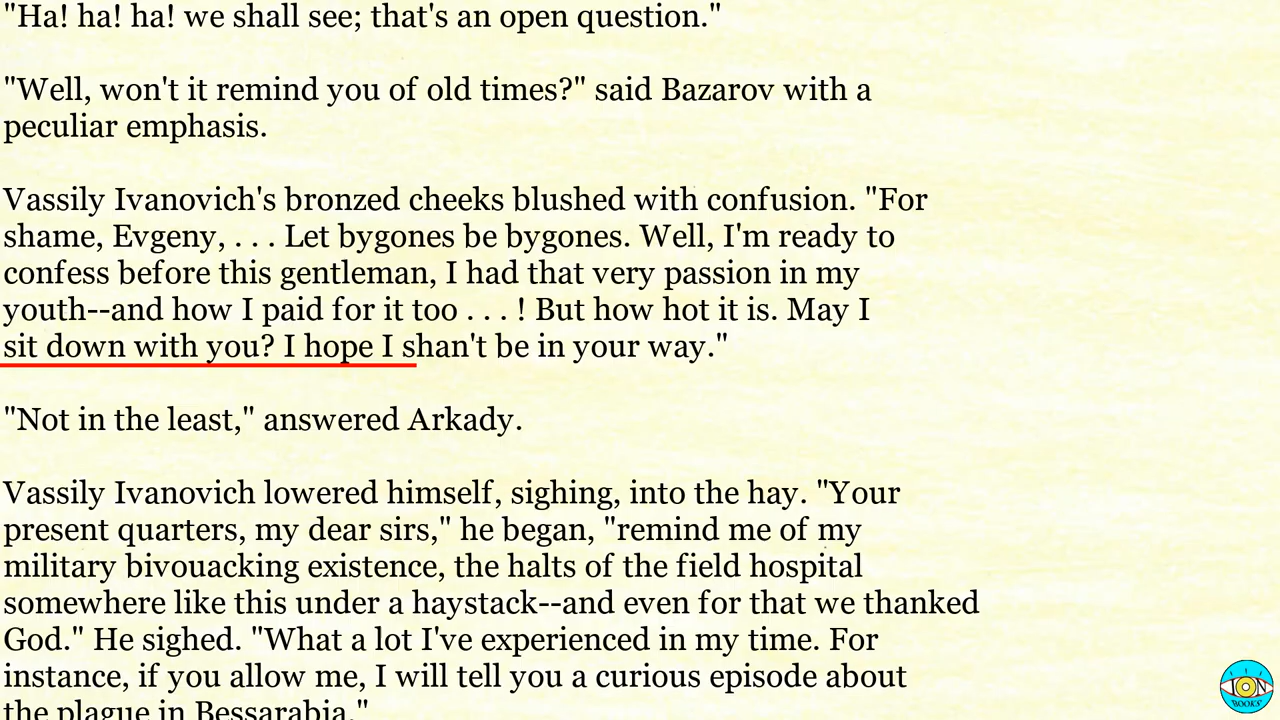 "Ha! ha! ha! we shall see; that's an open question."
"Well, won't it remind you of old times?" said Bazarov with a
peculiar emphasis.
Vassily Ivanovich's bronzed cheeks blushed with confusion. "For
shame, Evgeny, . . . Let bygones be bygones. Well, I'm ready to
confess before this gentleman, I had that very passion in my
youth--and how I paid for it too . . . ! But how hot it is. May I
sit down with you? I hope I shan't be in your way."
"Not in the least," answered Arkady.
Vassily Ivanovich lowered himself, sighing, into the hay. "Your
present quarters, my dear sirs," he began, "remind me of my
military bivouacking existence, the halts of the field hospital
somewhere like this under a haystack--and even for that we thanked
God." He sighed. "What a lot I've experienced in my time. For
instance, if you allow me, I will tell you a curious episode about
the plague in Bessarabia."
ION
BOOKS